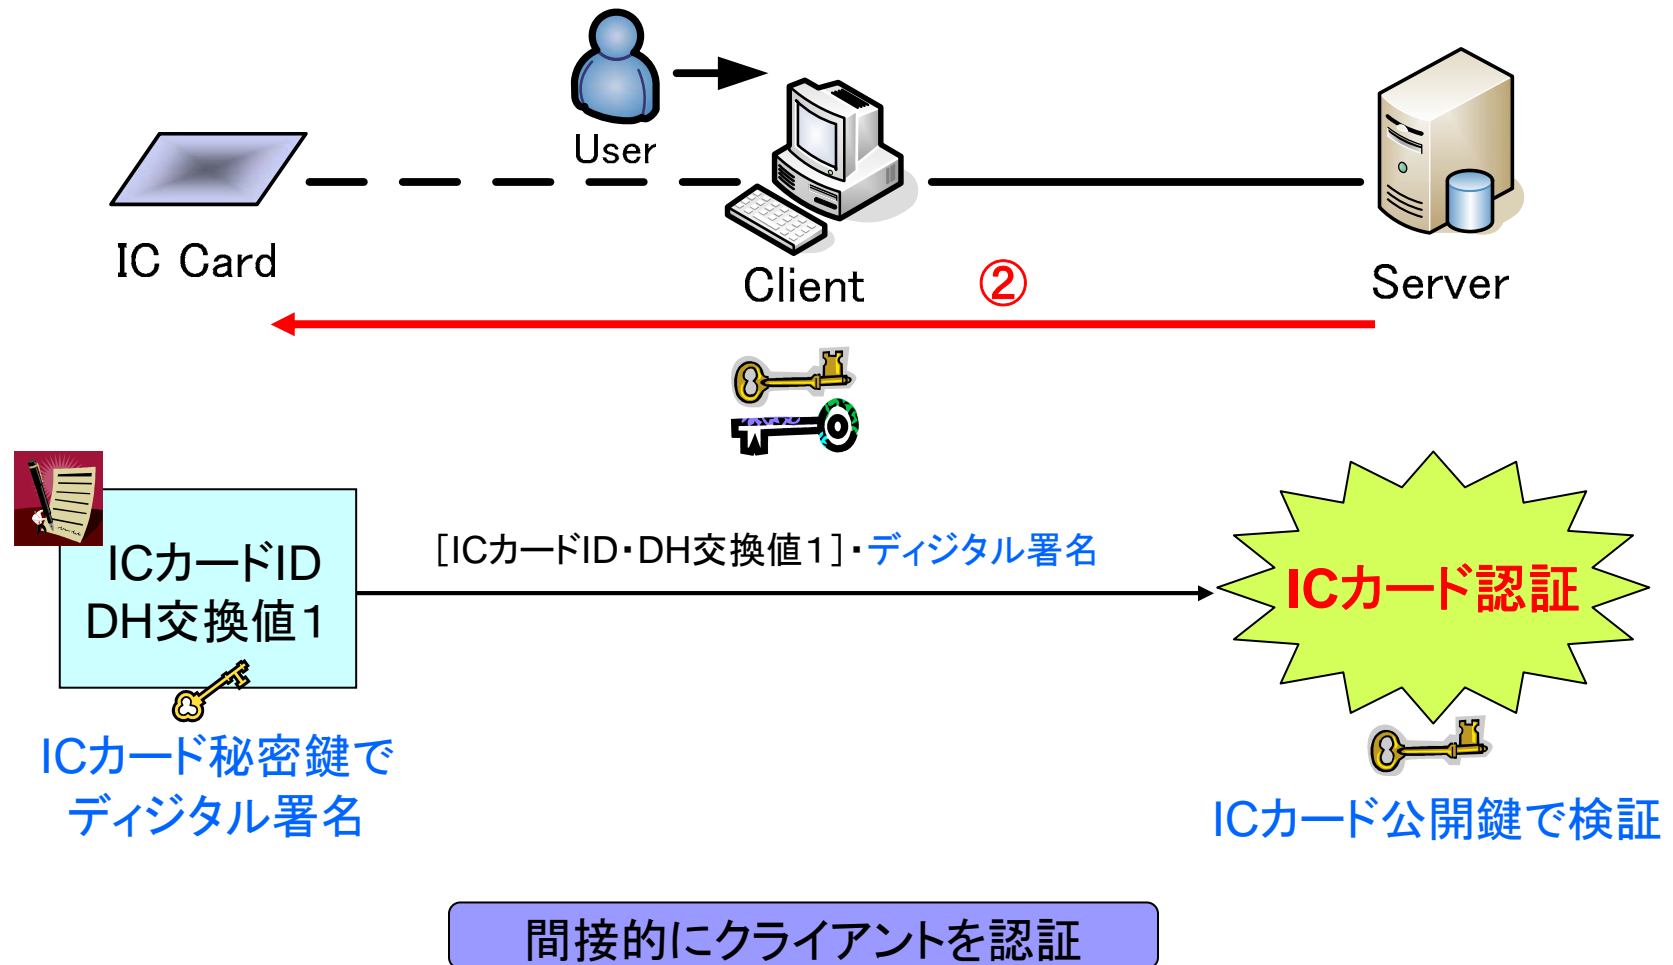 User
IC Card
Client
②
Server
ICカードID
DH交換値1
[ICカードID・DH交換値1]・ディジタル署名
ICカード認証
ICカード秘密鍵で
ディジタル署名
ICカード公開鍵で検証
間接的にクライアントを認証